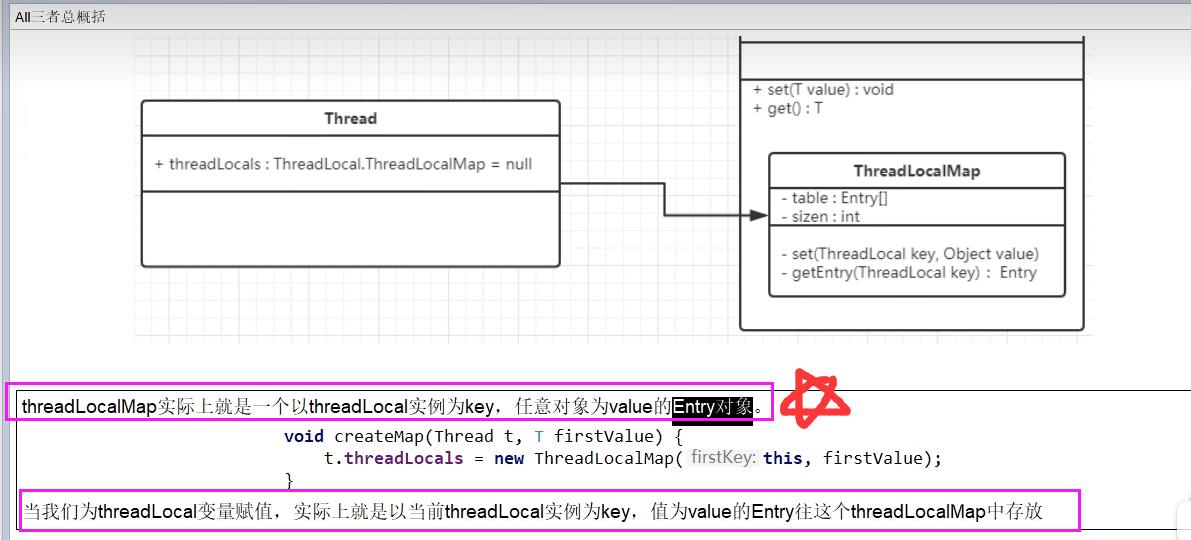 All三者总概括
Thread
+ threadLocals : ThreadLocal.ThreadLocalMap = null
+ set(T value) : void
+ get() : T
ThreadLocalMap
- table : Entry[]
- sizen : int
- set(ThreadLocal key, Object value)
- getEntry(ThreadLocal key) : Entry
threadLocalMap实际上就是一个以threadLocal实例为key，任意对象为value的Entry对象。
void createMap(Thread t, T firstValue) {
t.threadLocals = new ThreadLocalMap( firstKey: this, firstValue);
}
当我们为threadLocal变量赋值，实际上就是以当前threadLocal实例为key，值为value的Entry往这个threadLocalMap中存放